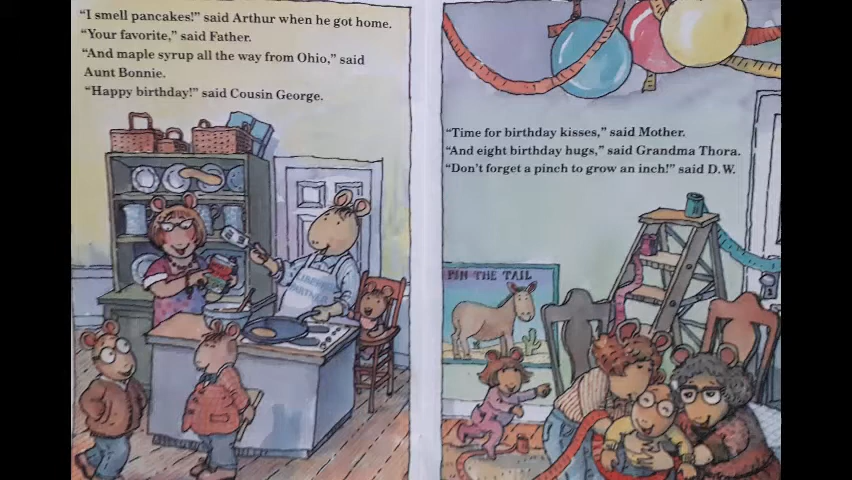 “I smell pancakes!” said Arthur when he got home.
“Your favorite,” said Father.
“And maple syrup all the way from Ohio,” said
Aunt Bonnie.
“Happy birthday!” said Cousin George.
“Time for birthday kisses,” said Mother.
“And eight birthday hugs,” said Grandma Thora.
“Don’t forget a pinch to grow an inch!” said D.W.
PIN THE TAIL